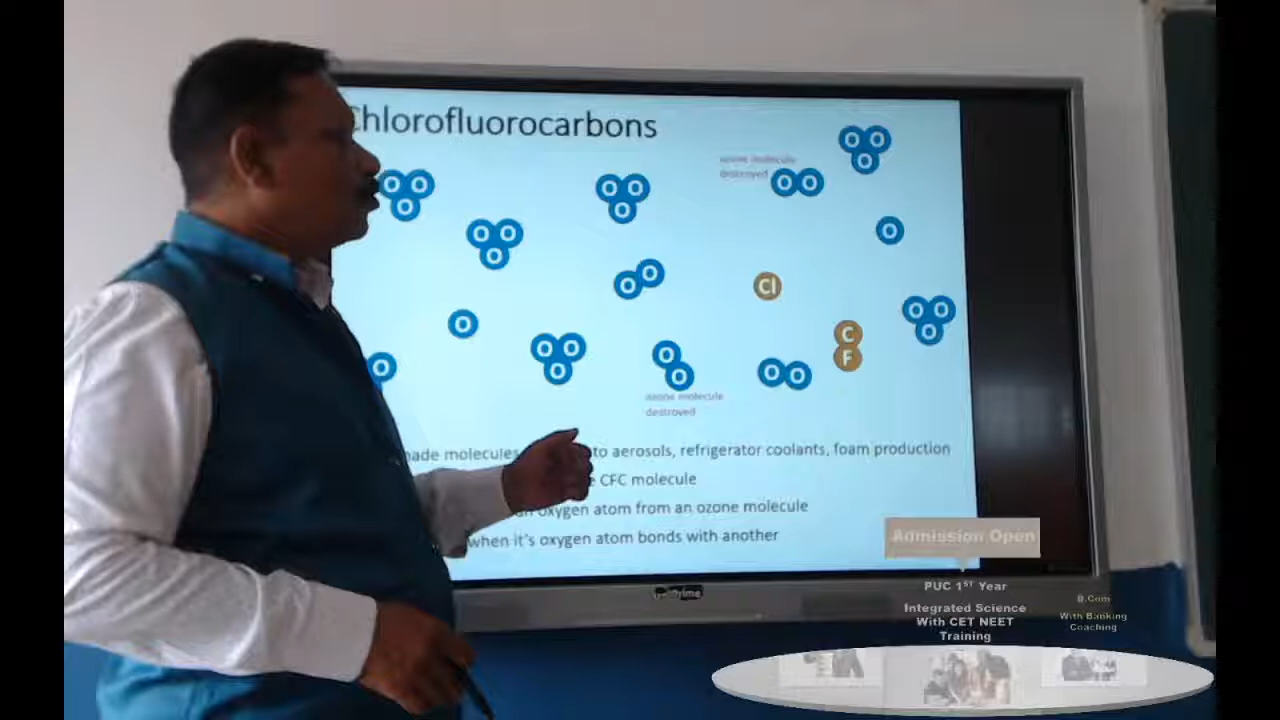 Chlorofluorocarbons
ozone molecule
destroyed
O O O
O O O
O O O
O O O
O O
O
O O
Cl
O
O O O
O O O
O
O O
O O
C
F
ozone molecule
destroyed
made molecules to aerosols, refrigerator coolants, foam production
CFC molecule
oxygen atom from an ozone molecule
when it's oxygen atom bonds with another
Admission Open
PUC 1ST Year
Integrated Science
With CET NEET
Training
B.Com
With Banking
Coaching